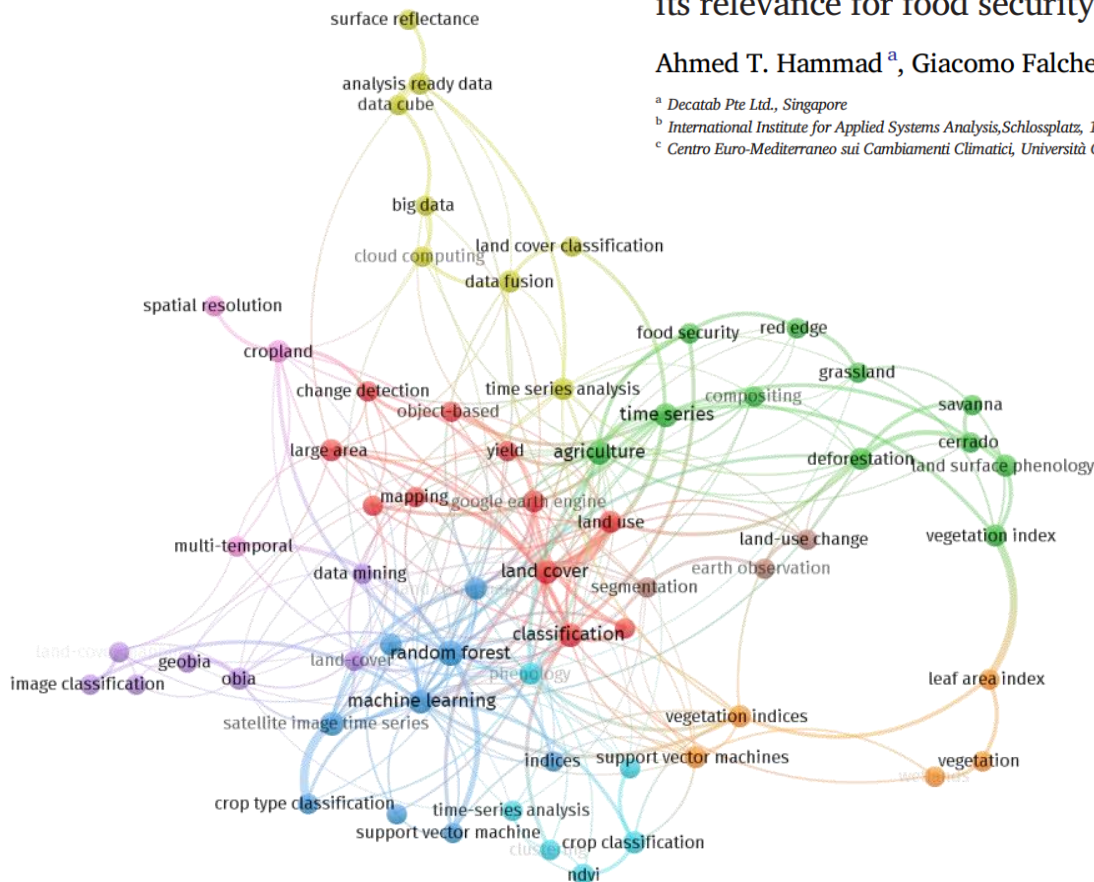 its relevance for food security
Ahmed T. Hammad a, Giacomo Falche
a Decatab Pte Ltd., Singapore
b International Institute for Applied Systems Analysis,Schlossplatz, 1
c Centro Euro-Mediterraneo sui Cambiamenti Climatici, Università
surface reflectance
analysis ready data
data cube
big data
land cover classification
cloud computing
data fusion
spatial resolution
food security
red edge
cropland
grassland
change detection
time series analysis
compositing
object-based
time series
savanna
large area
yield
agriculture
cerrado
deforestation
land surface phenology
mapping
google earth engine
land use
multi-temporal
land-use change
vegetation index
data mining
land cover
earth observation
segmentation
classification
random forest
geobia
land-cover
phenology
image classification
obia
leaf area index
machine learning
satellite image time series
vegetation indices
indices
support vector machines
vegetation
wetlands
crop type classification
time-series analysis
support vector machine
crop classification
clustering
ndvi